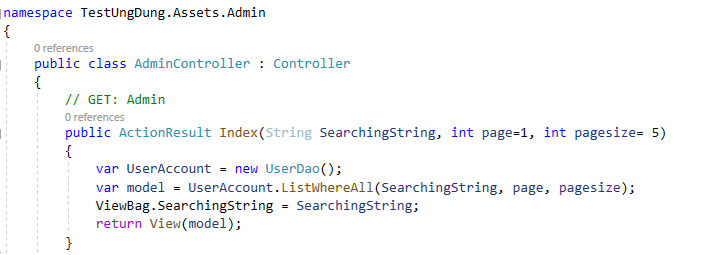 namespace TestUngDung.Assets.Admin
{
0 references
public class AdminController : Controller
{
// GET: Admin
0 references
public ActionResult Index(String SearchingString, int page=1, int pagesize= 5)
{
var UserAccount = new UserDao();
var model = UserAccount.ListWhereAll(SearchingString, page, pagesize);
ViewBag.SearchingString = SearchingString;
return View(model);
}